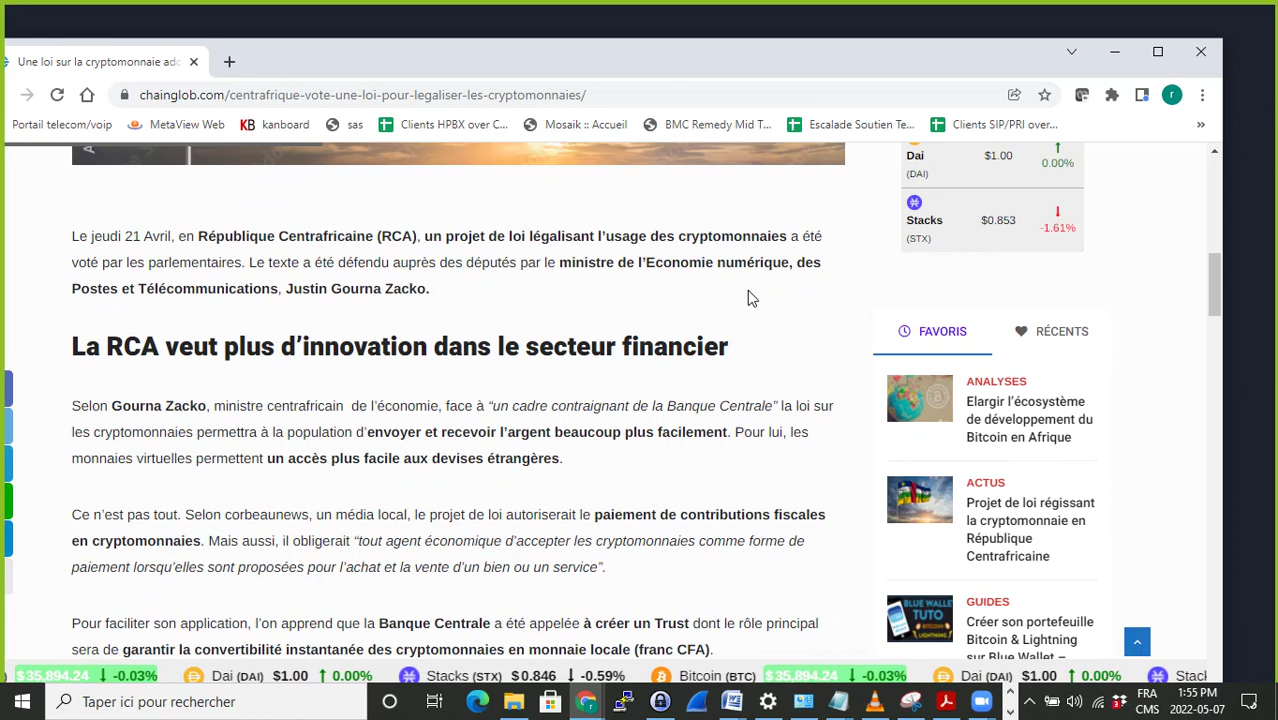 Une loi sur la cryptomonnaie ado
chainglob.com/centrafrique-vote-une-loi-pour-legaliser-les-cryptomonnaies/
Portail telecom/voip MetaView Web KB kanboard sas Clients HPBX over C... Mosaik :: Accueil BMC Remedy Mid T... Escalade Soutien Te... Clients SIP/PRI over... »
Dai $1.00 0.00%
(DAI)
Stacks $0.853 -1.61%
(STX)
Le jeudi 21 Avril, en République Centrafricaine (RCA), un projet de loi légalisant l’usage des cryptomonnaies a été
voté par les parlementaires. Le texte a été défendu auprès des députés par le ministre de l’Economie numérique, des
Postes et Télécommunications, Justin Gourna Zacko.
La RCA veut plus d’innovation dans le secteur financier
Selon Gourna Zacko, ministre centrafricain de l’économie, face à “un cadre contraignant de la Banque Centrale” la loi sur
les cryptomonnaies permettra à la population d’envoyer et recevoir l’argent beaucoup plus facilement. Pour lui, les
monnaies virtuelles permettent un accès plus facile aux devises étrangères.
Ce n’est pas tout. Selon corbeaunews, un média local, le projet de loi autoriserait le paiement de contributions fiscales
en cryptomonnaies. Mais aussi, il obligerait “tout agent économique d’accepter les cryptomonnaies comme forme de
paiement lorsqu’elles sont proposées pour l’achat et la vente d’un bien ou un service”.
Pour faciliter son application, l’on apprend que la Banque Centrale a été appelée à créer un Trust dont le rôle principal
sera de garantir la convertibilité instantanée des cryptomonnaies en monnaie locale (franc CFA).
FAVORIS RÉCENTS
ANALYSES
Elargir l’écosystème
de développement du
Bitcoin en Afrique
ACTUS
Projet de loi régissant
la cryptomonnaie en
République
Centrafricaine
GUIDES
BLUE WALLET
TUTO
BITCOIN
LIGHTNING
Créer son portefeuille
Bitcoin & Lightning
sur Blue Wallet –
$35,894.24 -0.03% Dai (DAI) $1.00 0.00% Stacks (STX) $0.846 -0.59% Bitcoin (BTC) $35,894.24 -0.03% Dai (DAI) $1.00 0.00% Stack
Taper ici pour rechercher
FRA
CMS
1:55 PM
2022-05-07